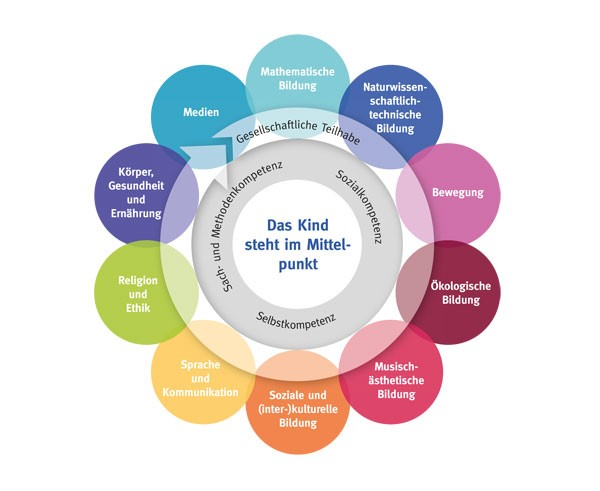 Mathematische
Bildung
Naturwissen-
schaftlich-
technische
Bildung
Bewegung
Ökologische
Bildung
Musisch-
ästhetische
Bildung
Soziale und
(inter-)kulturelle
Bildung
Sprache
und
Kommunikation
Religion
und
Ethik
Körper,
Gesundheit
und
Ernährung
Medien
Gesellschaftliche Teilhabe
Sach- und Methodenkompetenz
Sozialkompetenz
Selbstkompetenz
Das Kind
steht im Mittel-
punkt